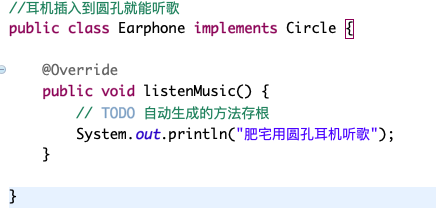 //耳机插入到圆孔就能听歌
public class Earphone implements Circle {
@Override
public void listenMusic() {
// TODO 自动生成的方法存根
System.out.println("肥宅用圆孔耳机听歌");
}
}